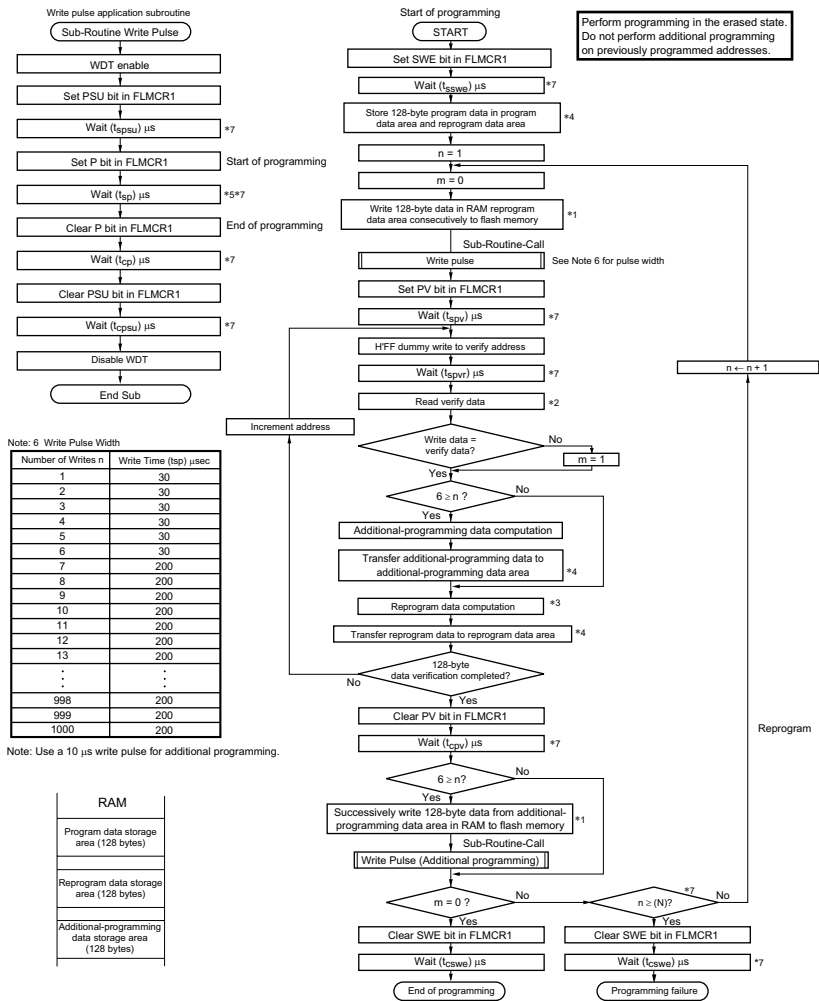 Write pulse application subroutine
Sub-Routine Write Pulse
WDT enable
Set PSU bit in FLMCR1
Wait (tspsu) μs
*7
Set P bit in FLMCR1
Start of programming
Wait (tsp) μs
*5*7
Clear P bit in FLMCR1
End of programming
Wait (tcp) μs
*7
Clear PSU bit in FLMCR1
Wait (tcpsu) μs
*7
Disable WDT
End Sub
Note: 6 Write Pulse Width
Number of Writes n Write Time (tsp) μsec
1 30
2 30
3 30
4 30
5 30
6 30
7 200
8 200
9 200
10 200
11 200
12 200
13 200
998 200
999 200
1000 200
Note: Use a 10 μs write pulse for additional programming.
RAM
Program data storage
area (128 bytes)
Reprogram data storage
area (128 bytes)
Additional-programming
data storage area
(128 bytes)
Start of programming
START
Set SWE bit in FLMCR1
Wait (tsswe) μs
*7
Store 128-byte program data in program
data area and reprogram data area
*4
n = 1
m = 0
Write 128-byte data in RAM reprogram
data area consecutively to flash memory
*1
Sub-Routine-Call
Write pulse
See Note 6 for pulse width
Set PV bit in FLMCR1
Wait (tspv) μs
*7
H'FF dummy write to verify address
Wait (tspvr) μs
*7
Read verify data
*2
Increment address
Write data =
verify data?
No
m = 1
Yes
6 ≥ n ?
No
Yes
Additional-programming data computation
Transfer additional-programming data to
additional-programming data area
*4
Reprogram data computation
*3
Transfer reprogram data to reprogram data area
*4
128-byte
data verification completed?
No
Yes
Clear PV bit in FLMCR1
Wait (tcpv) μs
*7
6 ≥ n?
No
Yes
Successively write 128-byte data from additional-
programming data area in RAM to flash memory
*1
Sub-Routine-Call
Write Pulse (Additional programming)
m = 0 ?
No
Yes
Clear SWE bit in FLMCR1
Wait (tcswe) μs
End of programming
*7
n ≥ (N)?
No
Yes
Clear SWE bit in FLMCR1
Wait (tcswe) μs
*7
Programming failure
n ← n + 1
Reprogram
Perform programming in the erased state.
Do not perform additional programming
on previously programmed addresses.